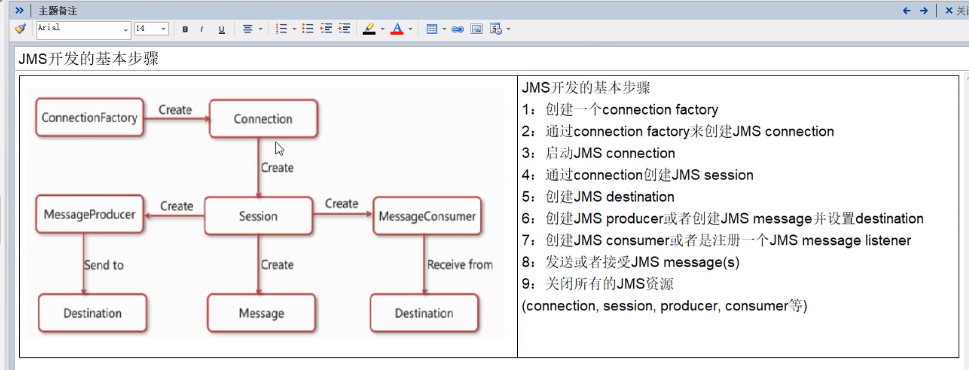 主题备注
关
Arial
14
B
I
U
A
JMS开发的基本步骤
ConnectionFactory
Create
Connection
Create
MessageProducer
Create
Session
Create
MessageConsumer
Send to
Create
Receive from
Destination
Message
Destination
JMS开发的基本步骤
1：创建一个connection factory
2：通过connection factory来创建JMS connection
3：启动JMS connection
4：通过connection创建JMS session
5：创建JMS destination
6：创建JMS producer或者创建JMS message并设置destination
7：创建JMS consumer或者是注册一个JMS message listener
8：发送或者接受JMS message(s)
9：关闭所有的JMS资源
(connection, session, producer, consumer等)